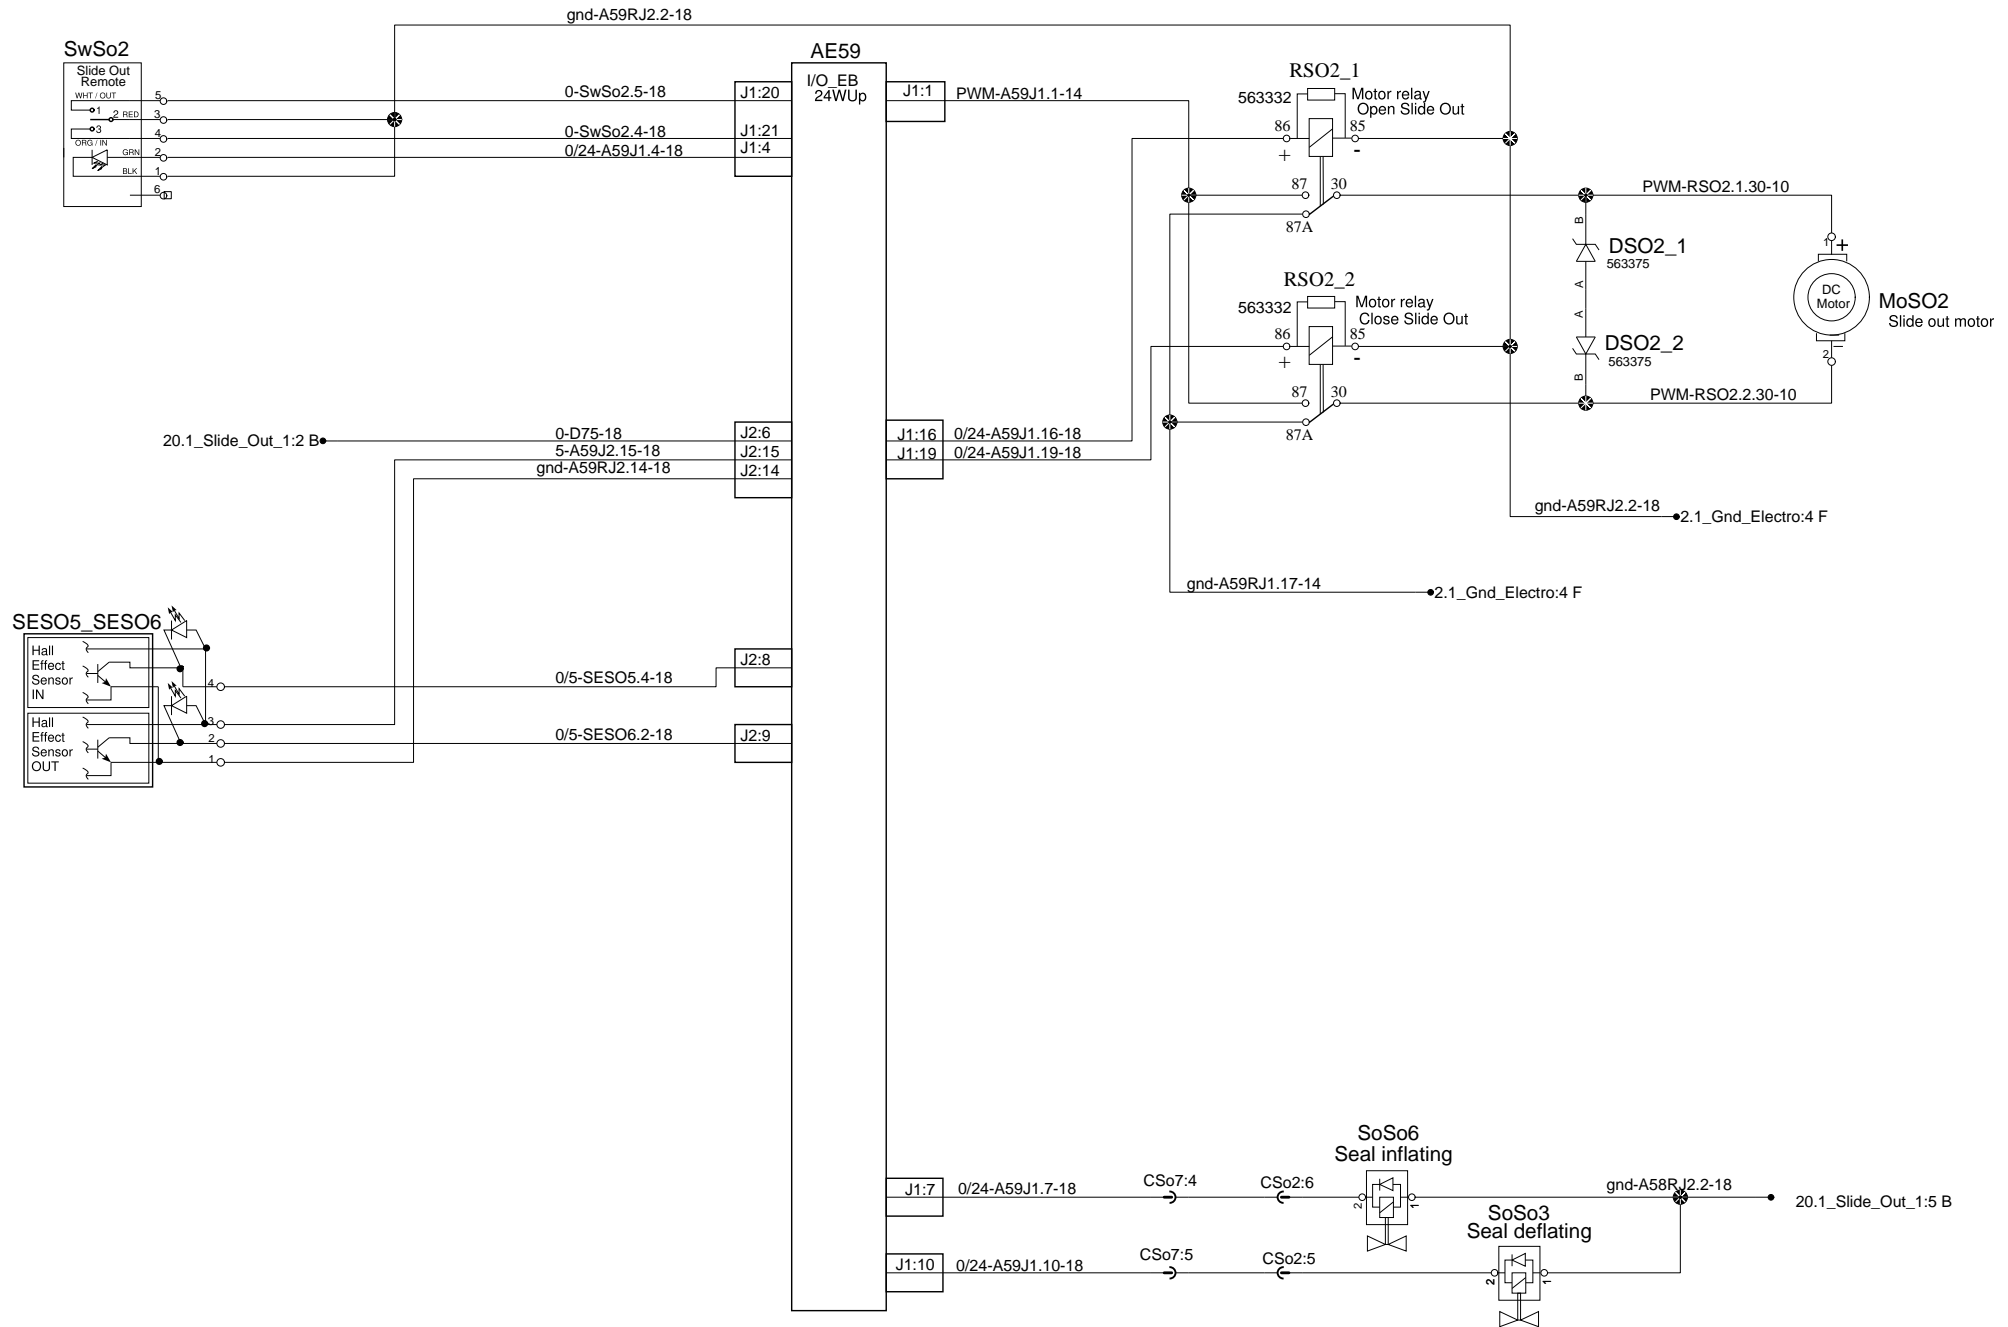 gnd-A59RJ2.2-18
SwSo2
Slide Out
Remote
WHT / OUT
1
2 RED
3
ORG / IN
GRN
BLK
5
3
4
2
1
6
0-SwSo2.5-18
0-SwSo2.4-18
0/24-A59J1.4-18
J1:20
J1:21
J1:4
AE59
I/O_EB
24WUp
J1:1
PWM-A59J1.1-14
RSO2_1
563332
Motor relay
Open Slide Out
86
85
+
-
87
30
87A
RSO2_2
563332
Motor relay
Close Slide Out
86
85
+
-
87
30
87A
PWM-RSO2.1.30-10
B
DSO2_1
563375
A
A
DSO2_2
563375
B
PWM-RSO2.2.30-10
1
+
DC
Motor
2
−
MoSO2
Slide out motor
20.1_Slide_Out_1:2 B
0-D75-18
5-A59J2.15-18
gnd-A59RJ2.14-18
J2:6
J2:15
J2:14
J1:16
J1:19
0/24-A59J1.16-18
0/24-A59J1.19-18
gnd-A59RJ2.2-18
2.1_Gnd_Electro:4 F
gnd-A59RJ1.17-14
2.1_Gnd_Electro:4 F
SESO5_SESO6
Hall
Effect
Sensor
IN
Hall
Effect
Sensor
OUT
4
3
2
1
0/5-SESO5.4-18
0/5-SESO6.2-18
J2:8
J2:9
J1:7
0/24-A59J1.7-18
CSo7:4
CSo2:6
SoSo6
Seal inflating
2
1
gnd-A58RJ2.2-18
20.1_Slide_Out_1:5 B
J1:10
0/24-A59J1.10-18
CSo7:5
CSo2:5
SoSo3
Seal deflating
2
1